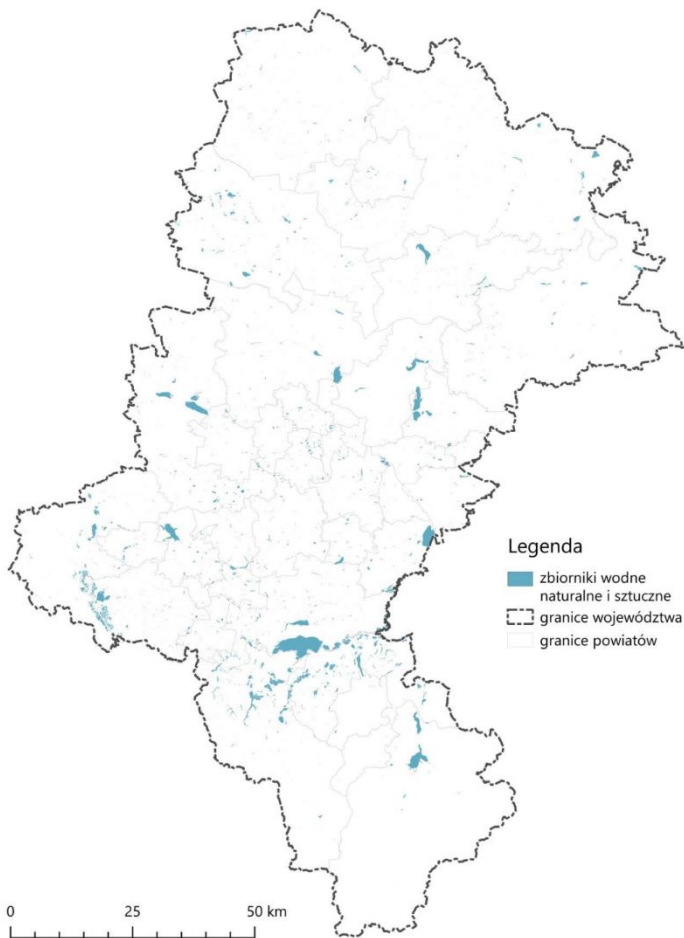 Legenda
zbiorniki wodne
naturalne i sztuczne
granice województwa
granice powiatów
0 25 50 km